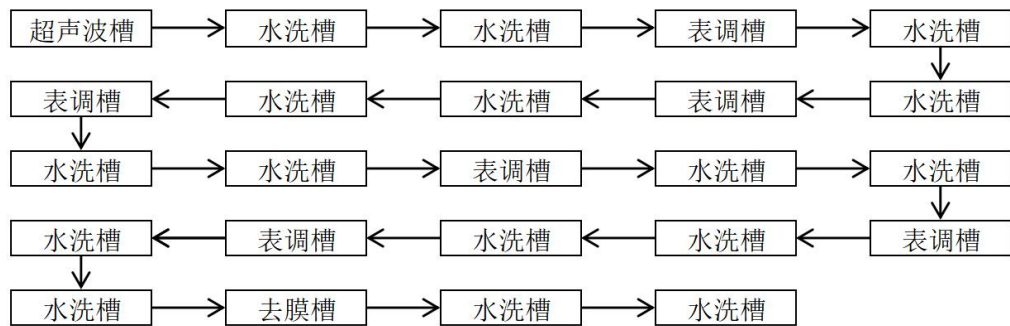 超声波槽 水洗槽 水洗槽 表调槽 水洗槽
表调槽 水洗槽 水洗槽 表调槽 水洗槽
水洗槽 水洗槽 表调槽 水洗槽 水洗槽
水洗槽 表调槽 水洗槽 水洗槽 表调槽
水洗槽 去膜槽 水洗槽 水洗槽